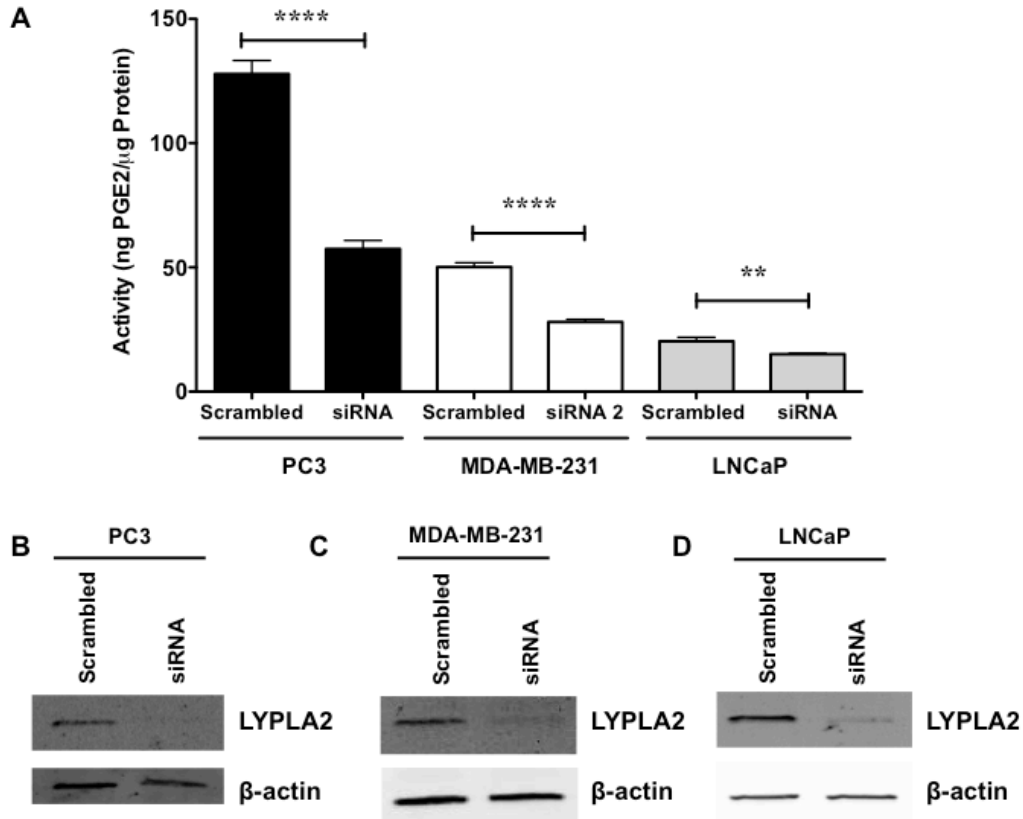 A
Activity (ng PGE2/µg Protein)
150
100
50
0
****
****
**
Scrambled siRNA Scrambled siRNA 2 Scrambled siRNA
PC3 MDA-MB-231 LNCaP
B
PC3
Scrambled siRNA
LYPLA2
β-actin
C
MDA-MB-231
Scrambled siRNA
LYPLA2
β-actin
D
LNCaP
Scrambled siRNA
LYPLA2
β-actin